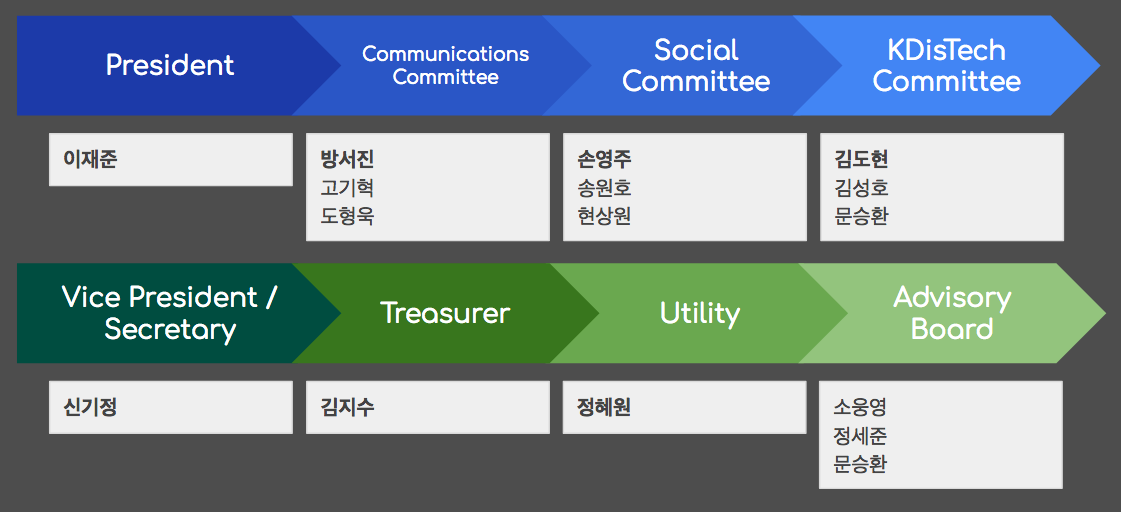 President
Communications
Committee
Social
Committee
KDisTech
Committee
이재준
방서진
고기혁
도형욱
손영주
송원호
현상원
김도현
김성호
문승환
Vice President /
Secretary
Treasurer
Utility
Advisory
Board
신기정
김지수
정혜원
소웅영
정세준
문승환